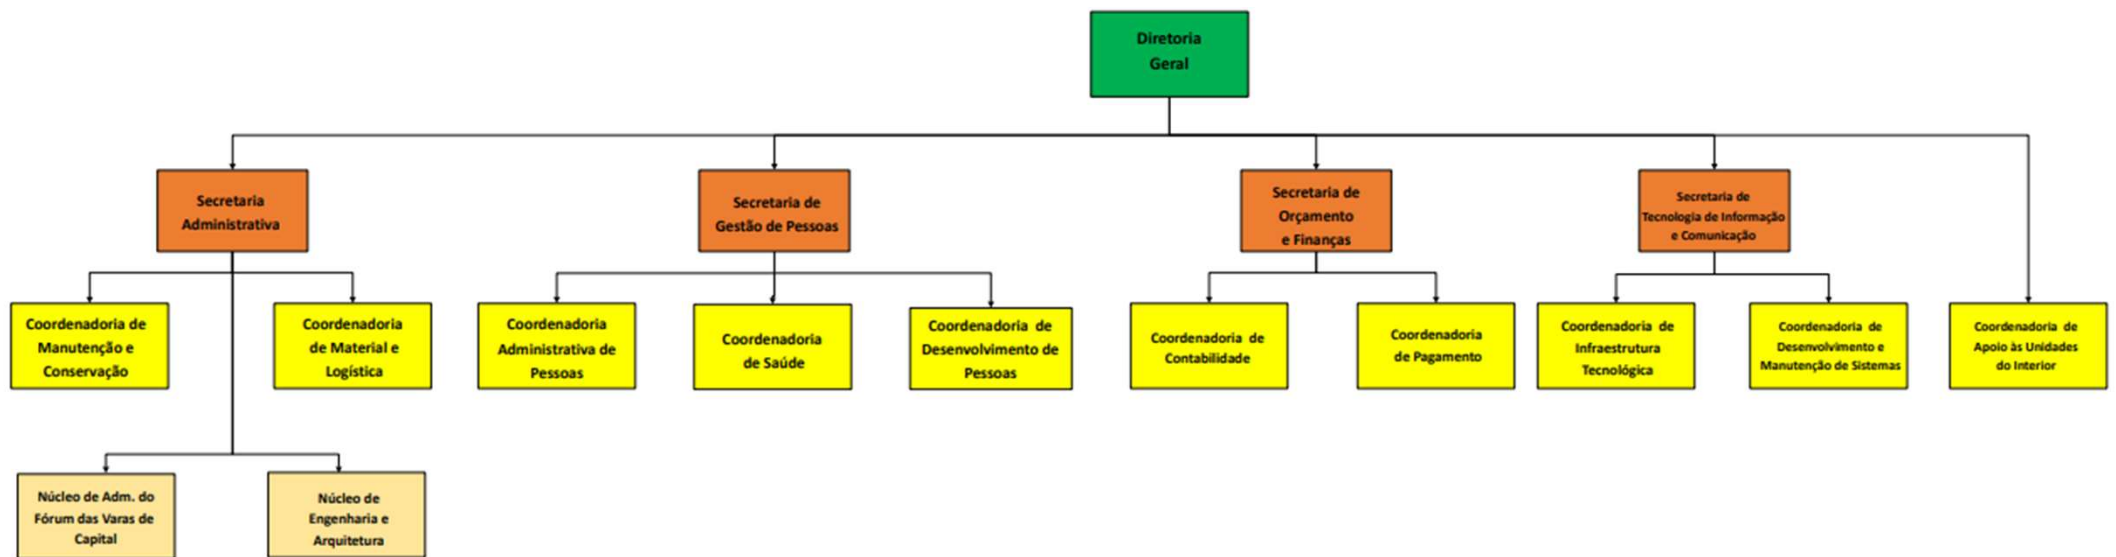 Diretoria
Geral
Secretaria
Administrativa
Secretaria de
Gestão de Pessoas
Secretaria de
Orçamento
e Finanças
Secretaria de
Tecnologia de Informação
e Comunicação
Coordenadoria de
Manutenção e
Conservação
Coordenadoria
de Material e
Logística
Coordenadoria
Administrativa de
Pessoas
Coordenadoria
de Saúde
Coordenadoria de
Desenvolvimento de
Pessoas
Coordenadoria de
Contabilidade
Coordenadoria
de Pagamento
Coordenadoria de
Infraestrutura
Tecnológica
Coordenadoria de
Desenvolvimento e
Manutenção de Sistemas
Coordenadoria de
Apoio às Unidades
do Interior
Núcleo de Adm. do
Fórum das Varas de
Capital
Núcleo de
Engenharia e
Arquitetura